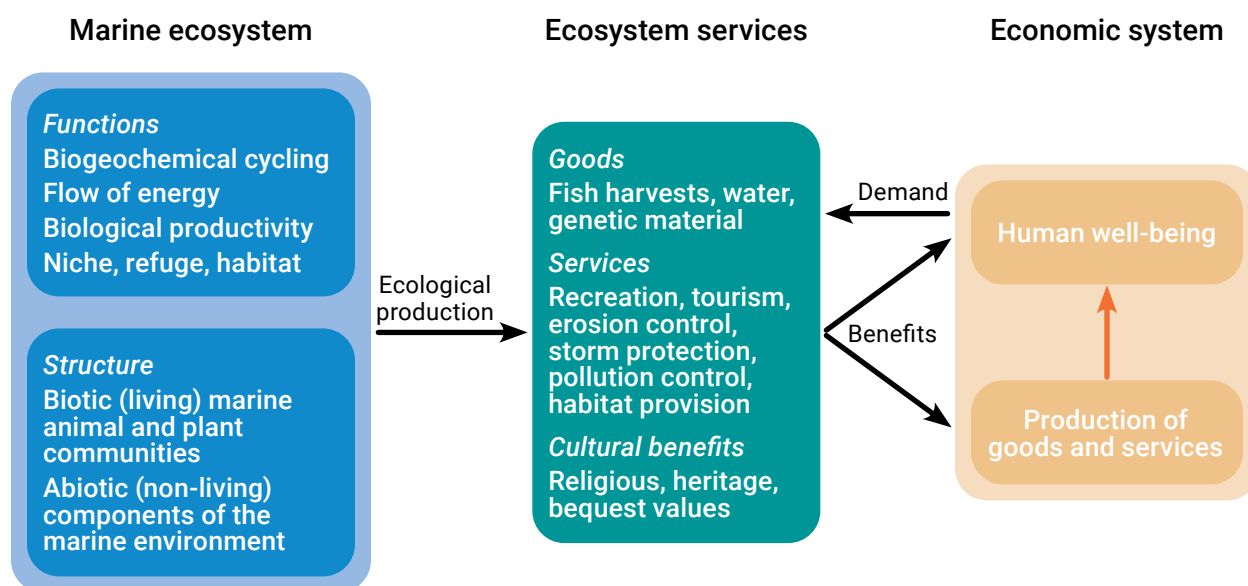 Marine ecosystem
Functions
Biogeochemical cycling
Flow of energy
Biological productivity
Niche, refuge, habitat
Structure
Biotic (living) marine
animal and plant
communities
Abiotic (non-living)
components of the
marine environment
Ecological
production
Ecosystem services
Goods
Fish harvests, water,
genetic material
Services
Recreation, tourism,
erosion control,
storm protection,
pollution control,
habitat provision
Cultural benefits
Religious, heritage,
bequest values
Demand
Benefits
Economic system
Human well-being
Production of
goods and services